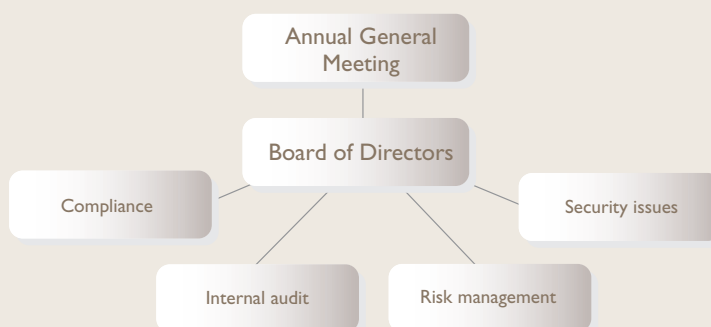 Annual General
Meeting
Board of Directors
Compliance
Security issues
Internal audit
Risk management